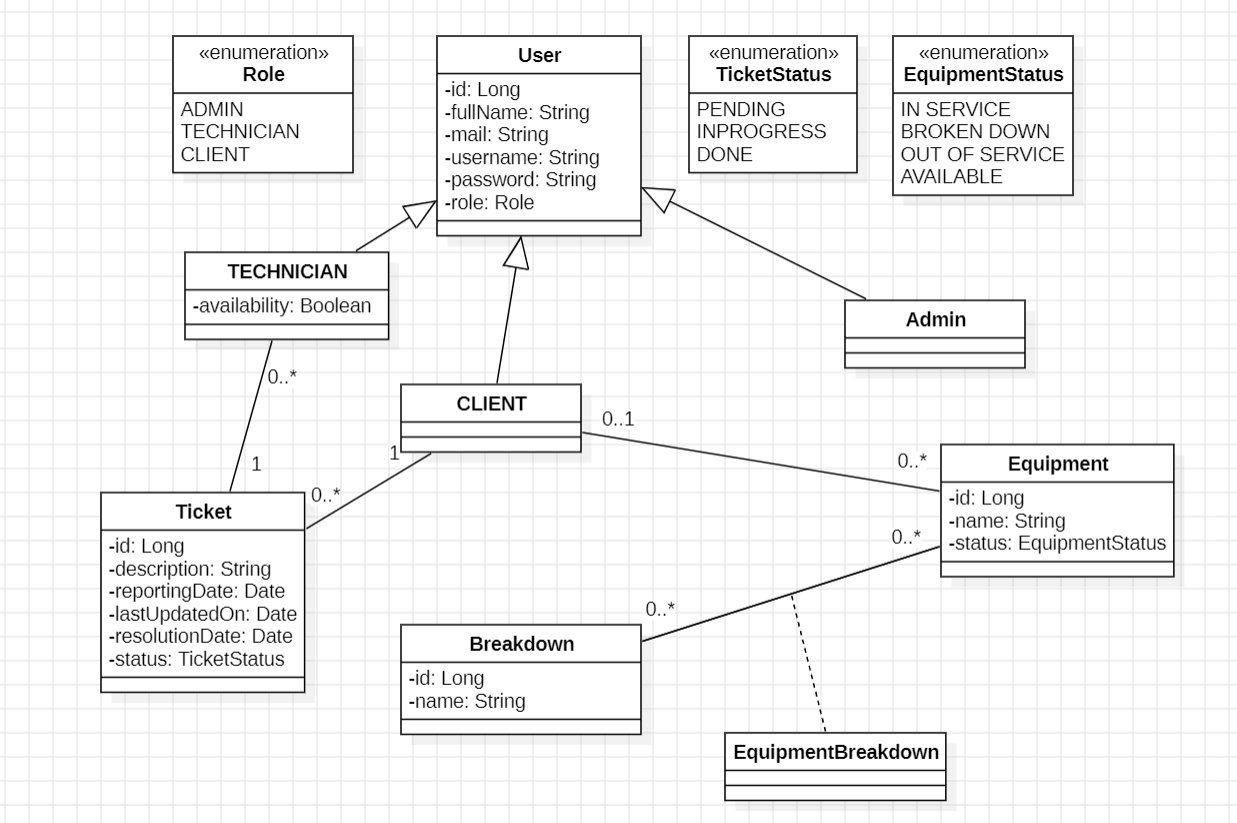 «enumeration»
Role
ADMIN
TECHNICIAN
CLIENT
User
-id: Long
-fullName: String
-mail: String
-username: String
-password: String
-role: Role
«enumeration»
TicketStatus
PENDING
INPROGRESS
DONE
«enumeration»
EquipmentStatus
IN SERVICE
BROKEN DOWN
OUT OF SERVICE
AVAILABLE
TECHNICIAN
-availability: Boolean
Admin
0..*
1
CLIENT
0..1
0..*
1
0..*
Equipment
-id: Long
-name: String
-status: EquipmentStatus
0..*
0..*
Ticket
-id: Long
-description: String
-reportingDate: Date
-lastUpdatedOn: Date
-resolutionDate: Date
-status: TicketStatus
Breakdown
-id: Long
-name: String
EquipmentBreakdown